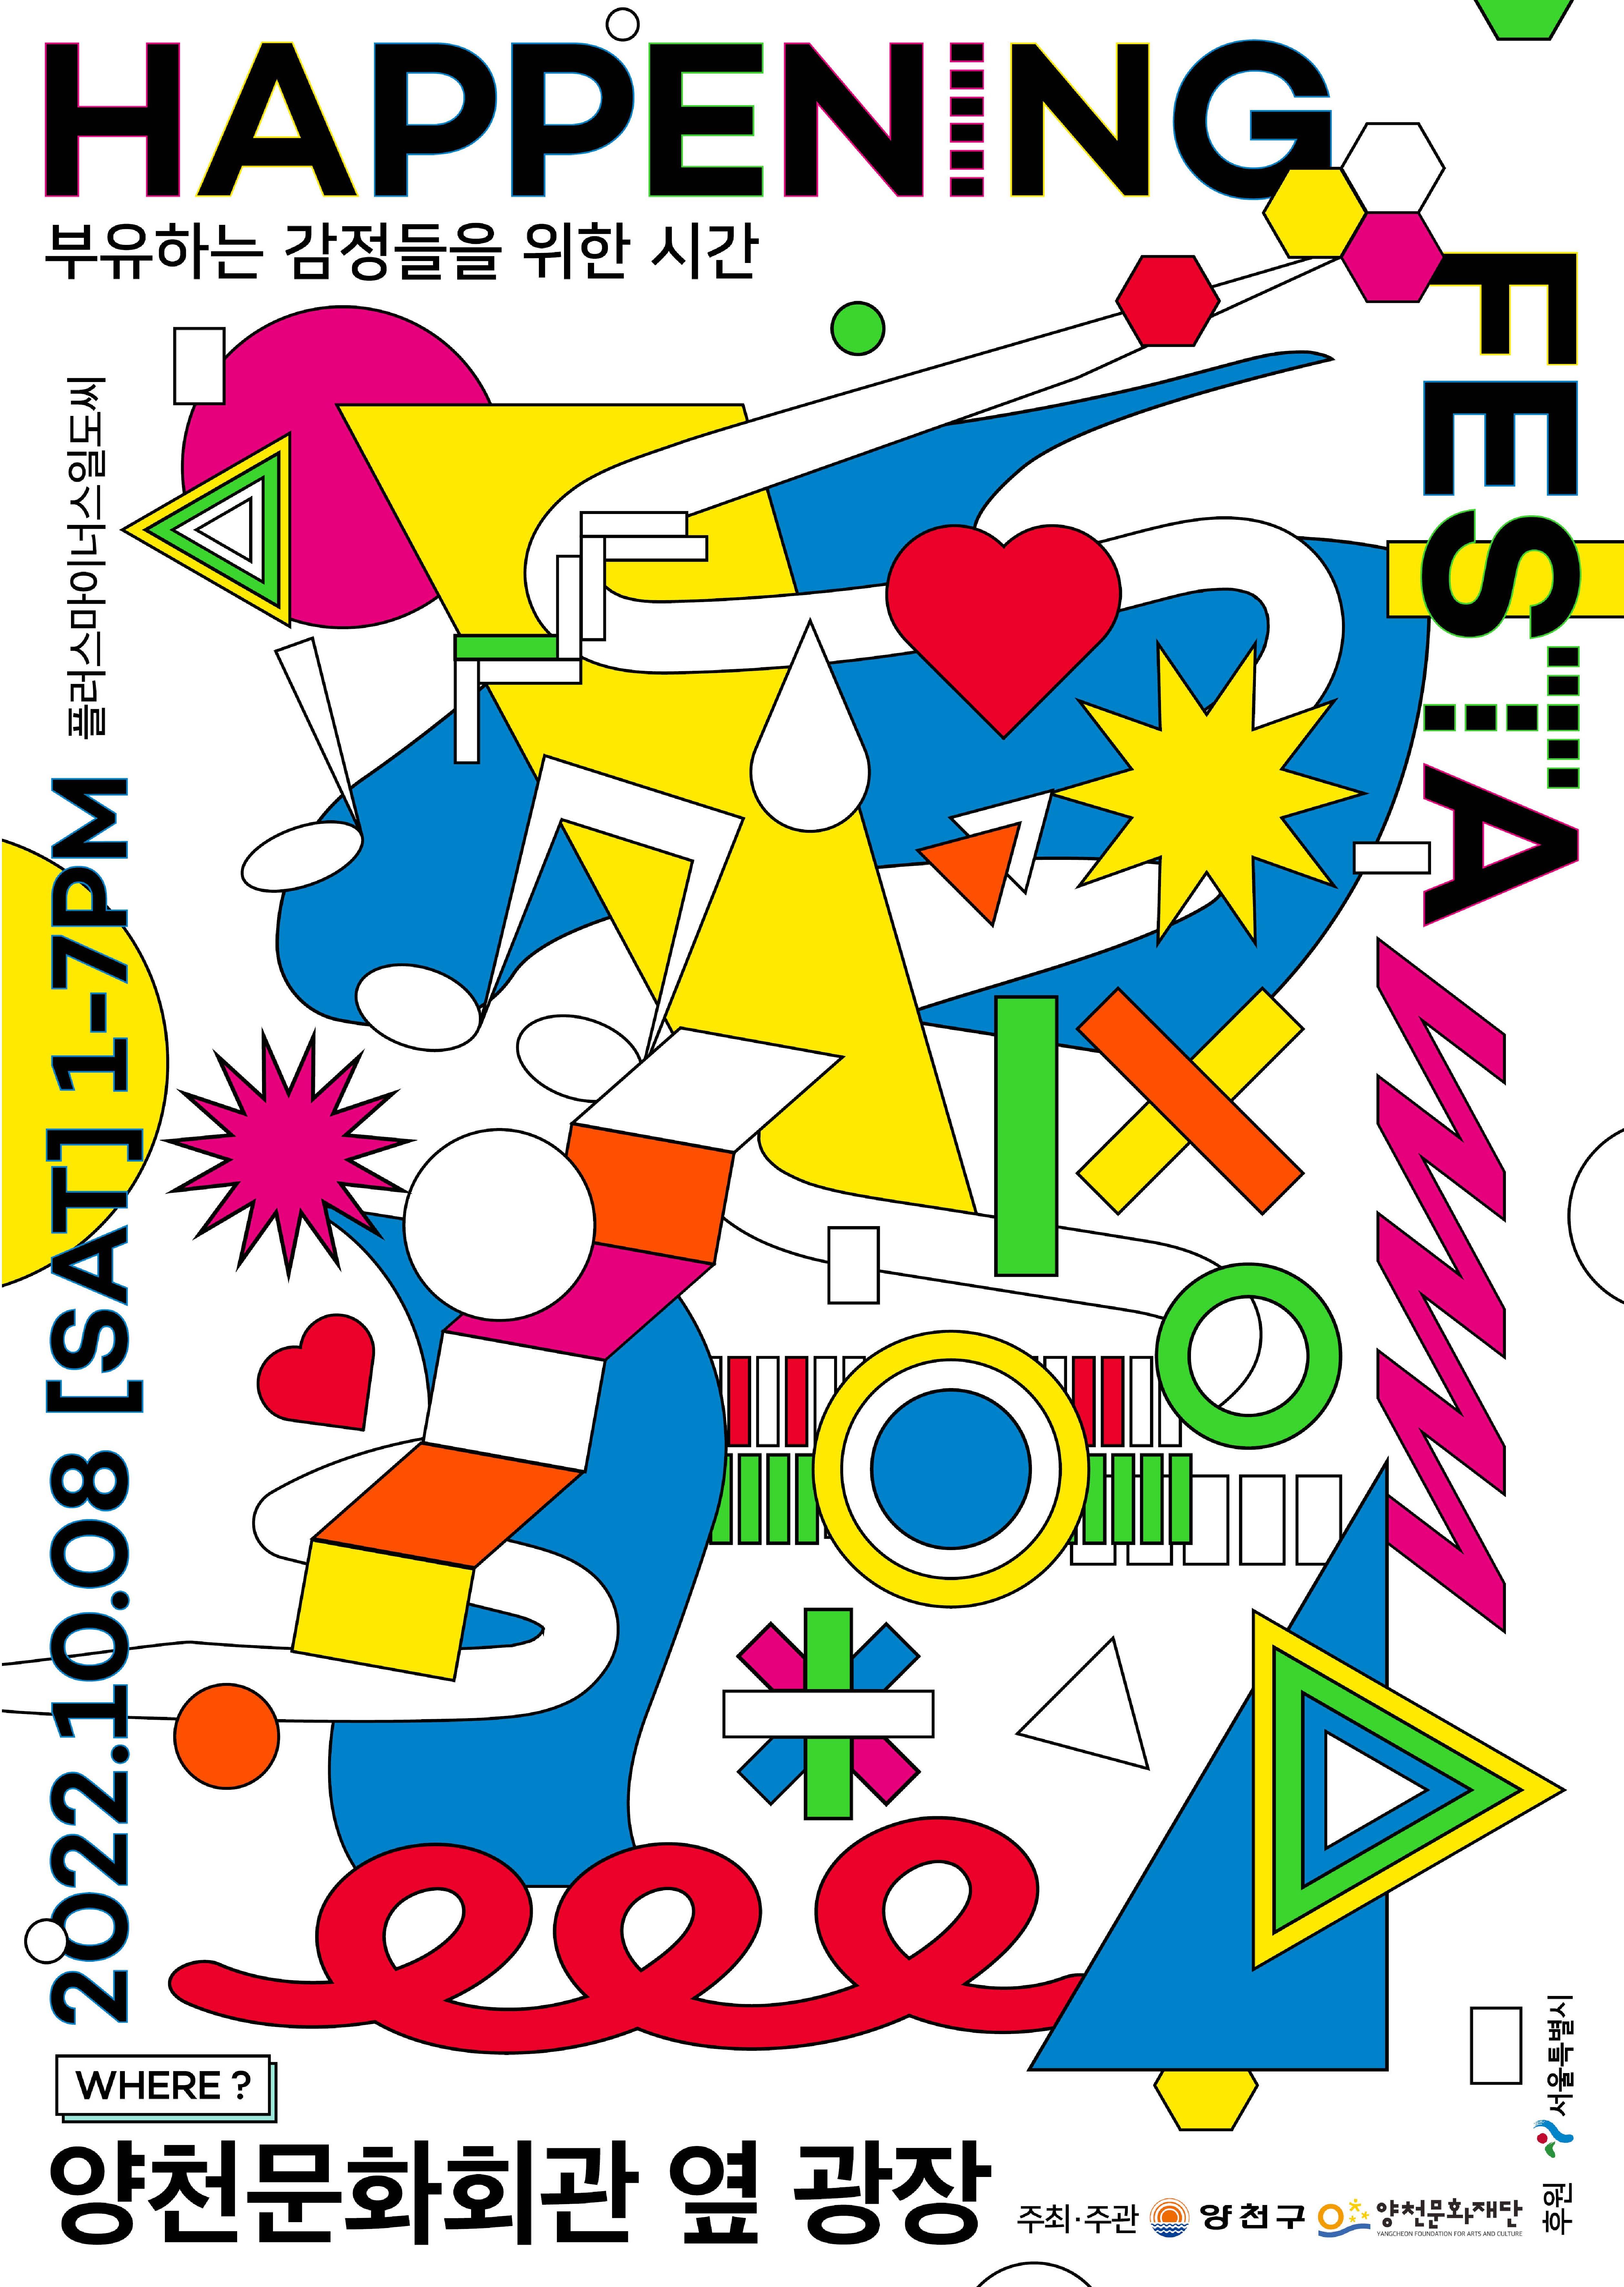 HAPPENING
FESTA
부유하는 감정들을 위한 시간
플러스마이너스일도씨
2022.10.08 [SAT] 1-7PM
WHERE ?
양천문화회관 옆 광장
주최·주관 양천구 양천문화재단
YANGCHEON FOUNDATION FOR ARTS AND CULTURE
후원 서울특별시